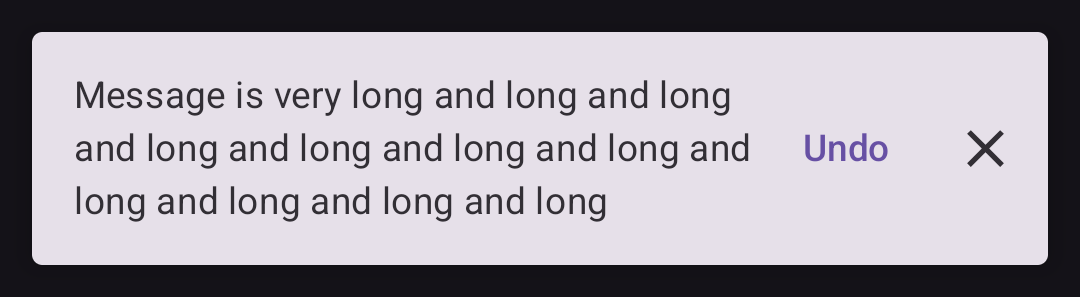 Message is very long and long and long
and long and long and long and long and
long and long and long and long
Undo